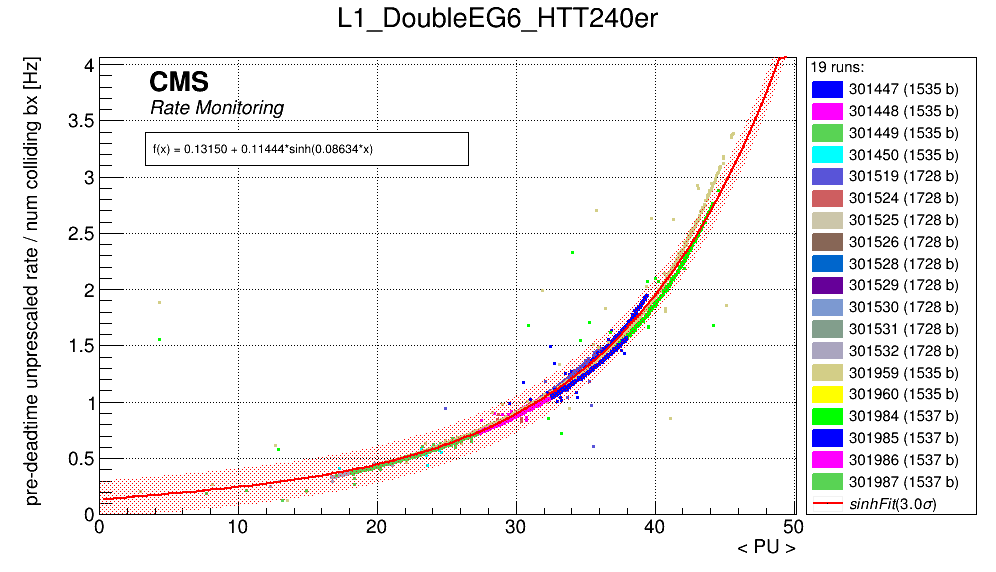 L1_DoubleEG6_HTT240er
pre-deadtime unprescaled rate / num colliding bx [Hz]
CMS
Rate Monitoring
f(x) = 0.13150 + 0.11444*sinh(0.08634*x)
4
3.5
3
2.5
2
1.5
1
0.5
0
0 10 20 30 40 50
< PU >
19 runs:
301447 (1535 b)
301448 (1535 b)
301449 (1535 b)
301450 (1535 b)
301519 (1728 b)
301524 (1728 b)
301525 (1728 b)
301526 (1728 b)
301528 (1728 b)
301529 (1728 b)
301530 (1728 b)
301531 (1728 b)
301532 (1728 b)
301959 (1535 b)
301960 (1535 b)
301984 (1537 b)
301985 (1537 b)
301986 (1537 b)
301987 (1537 b)
sinhFit(3.0σ)